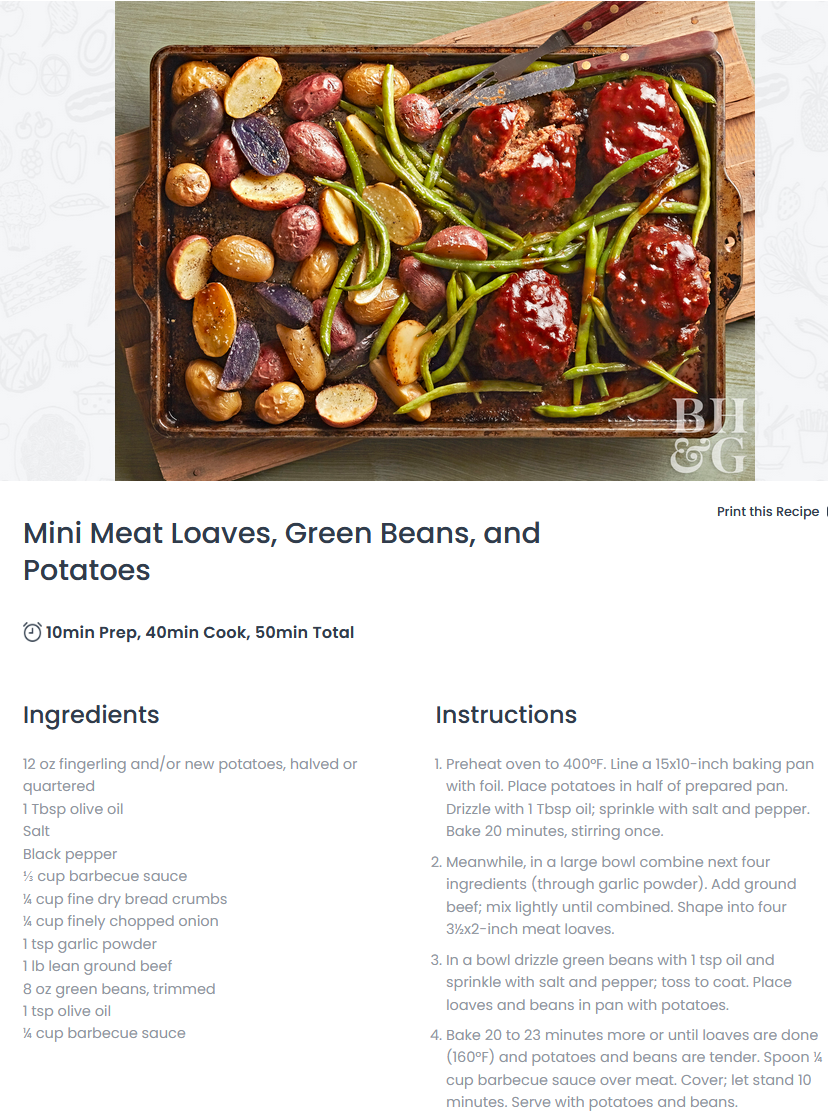 BH
&G
Print this Recipe
Mini Meat Loaves, Green Beans, and
Potatoes
10min Prep, 40min Cook, 50min Total
Ingredients
12 oz fingerling and/or new potatoes, halved or
quartered
1 Tbsp olive oil
Salt
Black pepper
⅓ cup barbecue sauce
¼ cup fine dry bread crumbs
¼ cup finely chopped onion
1 tsp garlic powder
1 lb lean ground beef
8 oz green beans, trimmed
1 tsp olive oil
¼ cup barbecue sauce
Instructions
1. Preheat oven to 400°F. Line a 15x10-inch baking pan
with foil. Place potatoes in half of prepared pan.
Drizzle with 1 Tbsp oil; sprinkle with salt and pepper.
Bake 20 minutes, stirring once.
2. Meanwhile, in a large bowl combine next four
ingredients (through garlic powder). Add ground
beef; mix lightly until combined. Shape into four
3½x2-inch meat loaves.
3. In a bowl drizzle green beans with 1 tsp oil and
sprinkle with salt and pepper; toss to coat. Place
loaves and beans in pan with potatoes.
4. Bake 20 to 23 minutes more or until loaves are done
(160°F) and potatoes and beans are tender. Spoon ¼
cup barbecue sauce over meat. Cover; let stand 10
minutes. Serve with potatoes and beans.